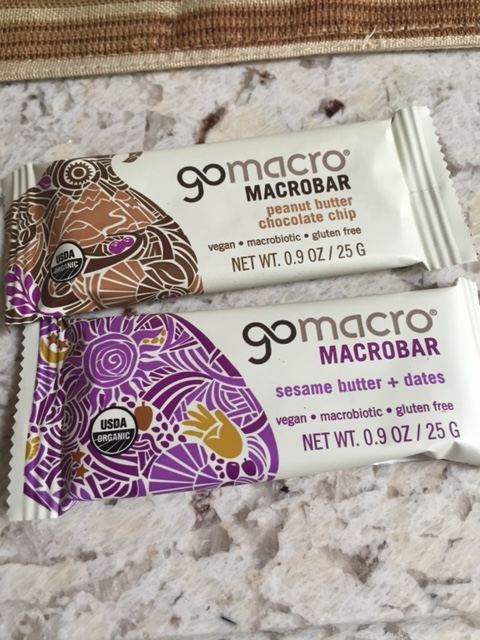 gomacro®
MACROBAR
peanut butter
chocolate chip
vegan • macrobiotic • gluten free
NET WT. 0.9 OZ / 25 G
USDA
ORGANIC
gomacro®
MACROBAR
sesame butter + dates
vegan • macrobiotic • gluten free
NET WT. 0.9 OZ / 25 G
USDA
ORGANIC